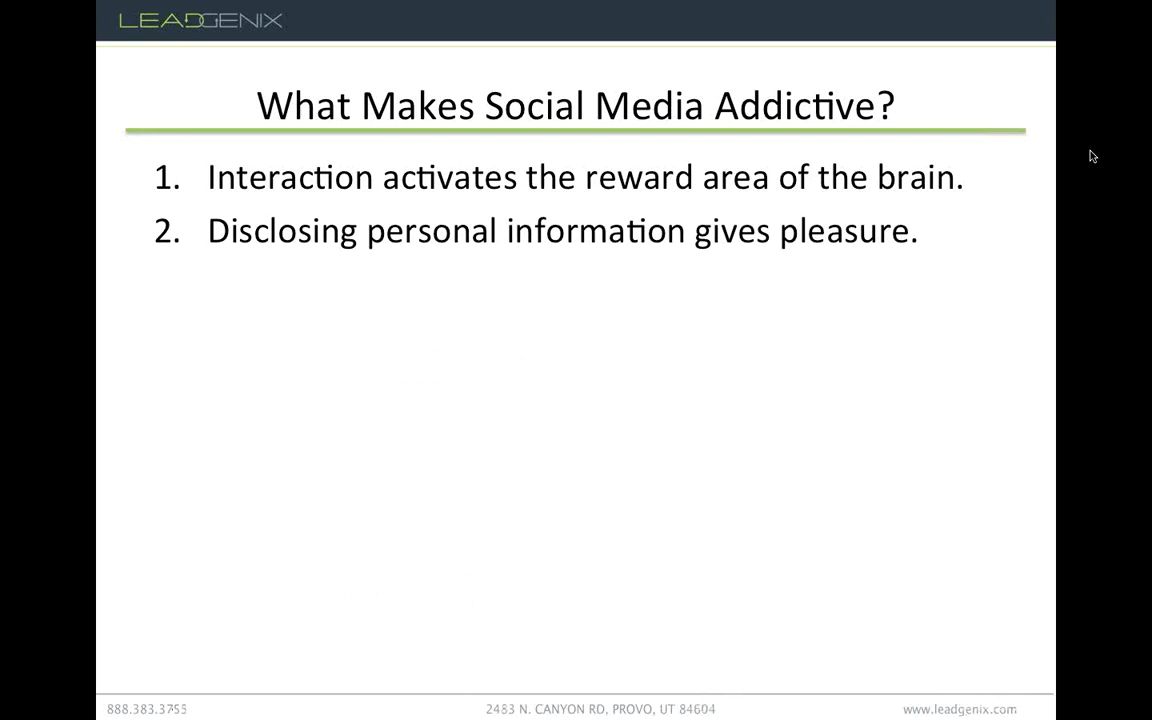 LEADGENIX
What Makes Social Media Addictive?
1. Interaction activates the reward area of the brain.
2. Disclosing personal information gives pleasure.
888.383.3755 2483 N. CANYON RD, PROVO, UT 84604 www.leadgenix.com